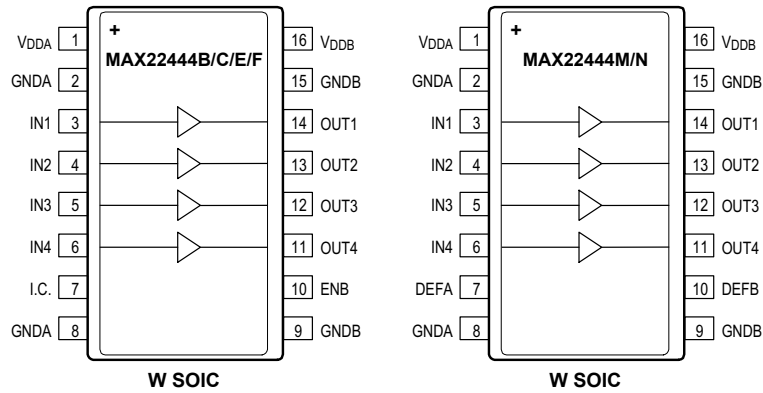 +
MAX22444B/C/E/F
VDDA 1
16 VDDB
GNDA 2
15 GNDB
IN1 3
14 OUT1
IN2 4
13 OUT2
IN3 5
12 OUT3
IN4 6
11 OUT4
I.C. 7
10 ENB
GNDA 8
9 GNDB
W SOIC
+
MAX22444M/N
VDDA 1
16 VDDB
GNDA 2
15 GNDB
IN1 3
14 OUT1
IN2 4
13 OUT2
IN3 5
12 OUT3
IN4 6
11 OUT4
DEFA 7
10 DEFB
GNDA 8
9 GNDB
W SOIC